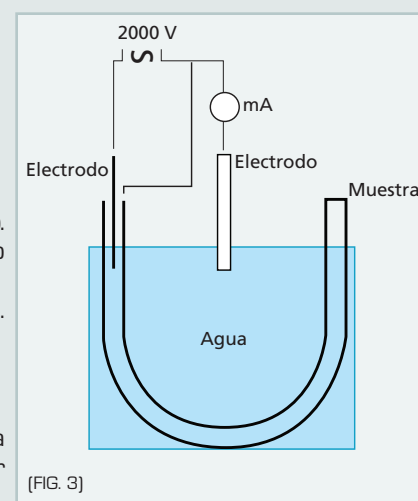 2000 V
mA
Electrodo
Electrodo
Muestra
Agua
(FIG. 3)